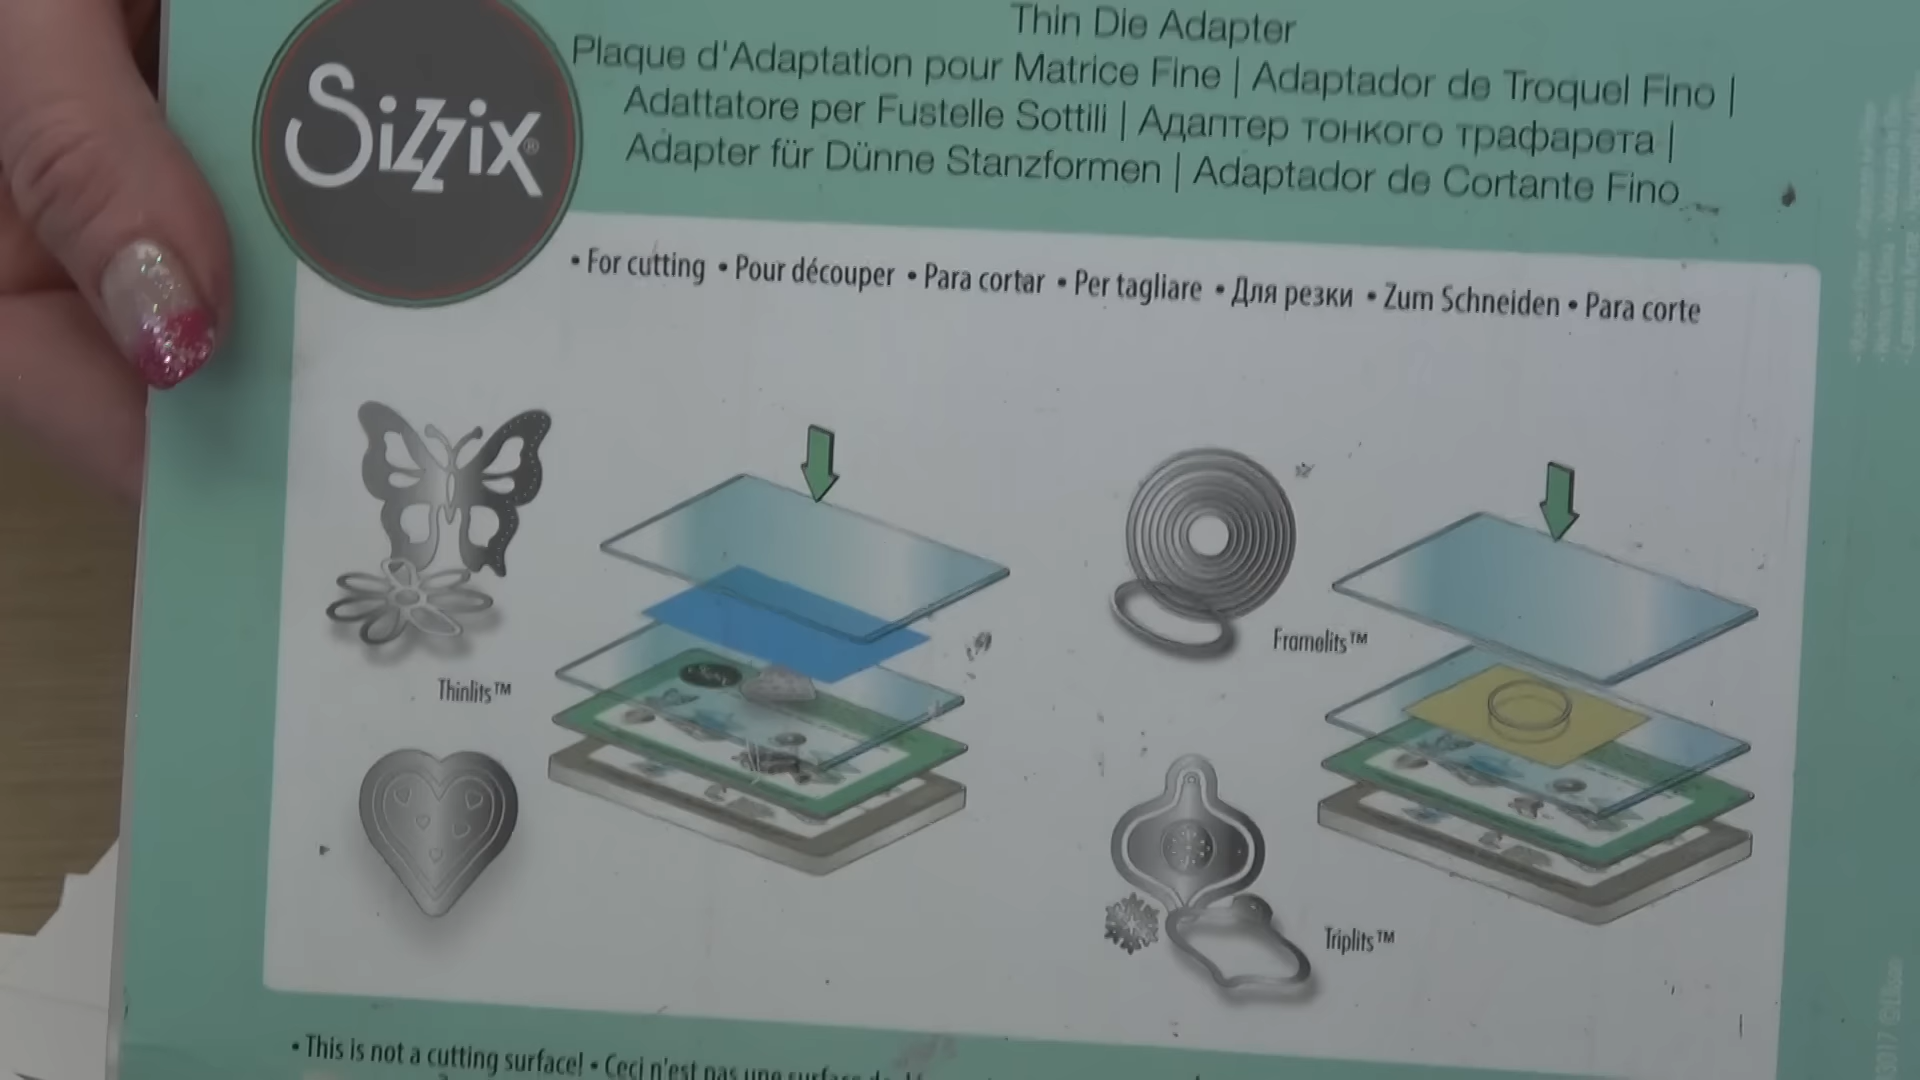 Sizzix®
Thin Die Adapter
Plaque d'Adaptation pour Matrice Fine | Adaptador de Troquel Fino |
Adattatore per Fustelle Sottili | Адаптер тонкого трафарета |
Adapter für Dünne Stanzformen | Adaptador de Cortante Fino
• For cutting • Pour découper • Para cortar • Per tagliare • Для резки • Zum Schneiden • Para corte
Thinlits™
Framelits™
Triplits™
• This is not a cutting surface! • Ceci n'est pas une